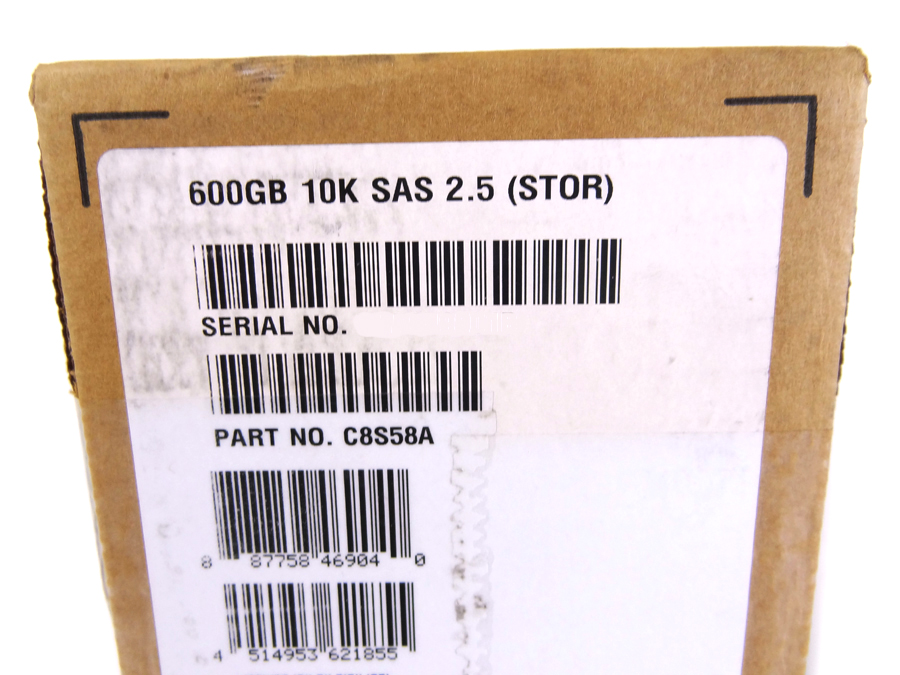 600GB 10K SAS 2.5 (STOR)
SERIAL NO.
PART NO. C8S58A
8 87758 46904 0
4 514953 621855